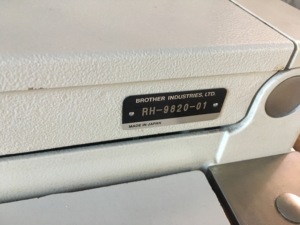 BROTHER INDUSTRIES, LTD.
RH-9820-01
MADE IN JAPAN